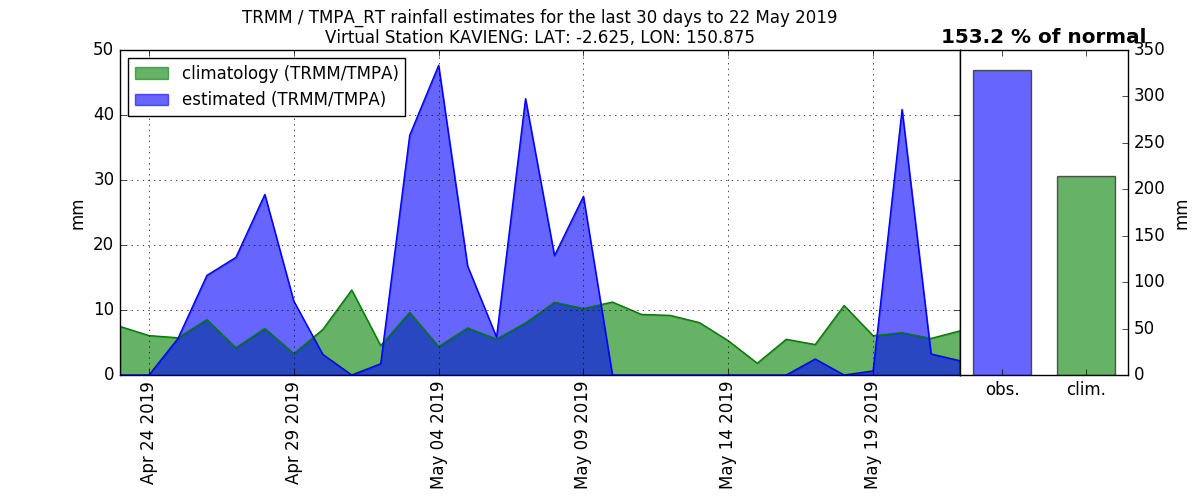 TRMM / TMPA_RT rainfall estimates for the last 30 days to 22 May 2019
Virtual Station KAVIENG: LAT: -2.625, LON: 150.875
153.2 % of normal
climatology (TRMM/TMPA)
estimated (TRMM/TMPA)
mm
50
40
30
20
10
0
Apr 24 2019
Apr 29 2019
May 04 2019
May 09 2019
May 14 2019
May 19 2019
obs.
clim.
350
300
250
200
150
100
50
0
mm